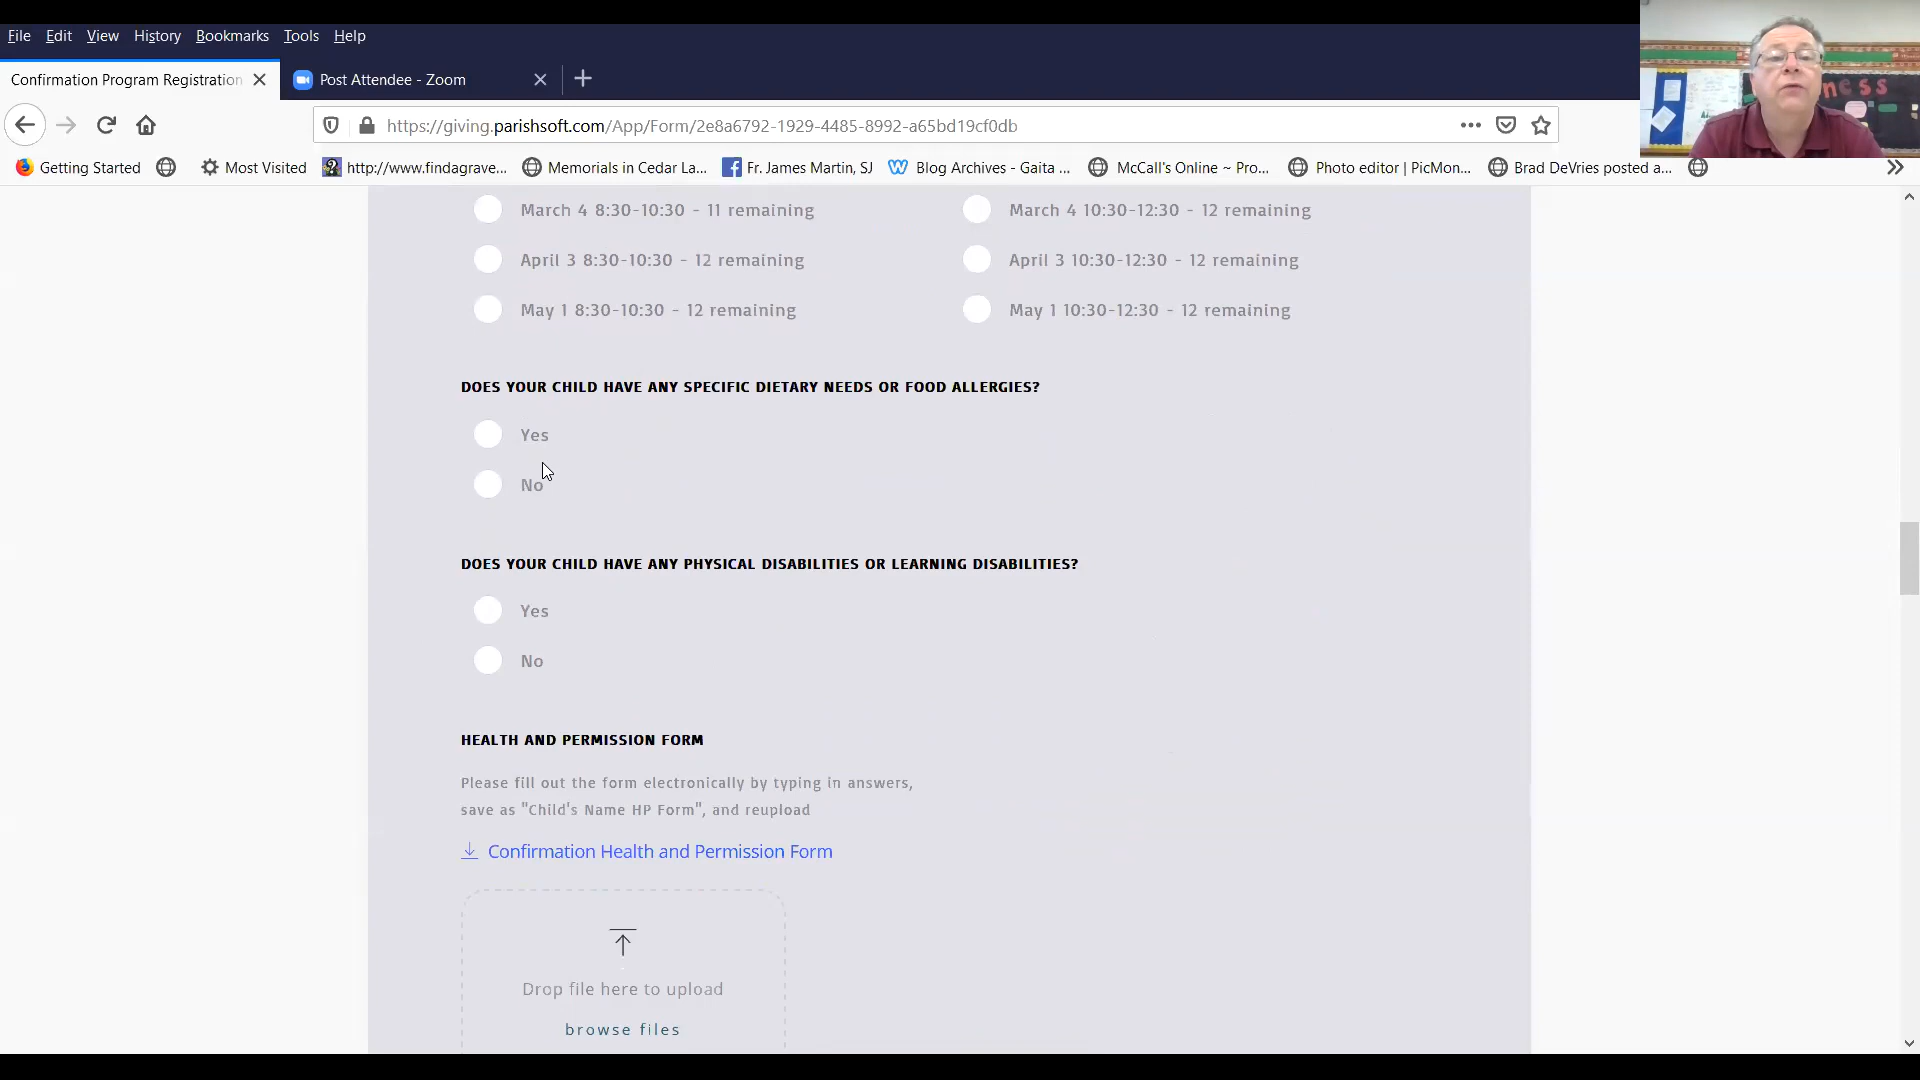 File Edit View History Bookmarks Tools Help
Confirmation Program Registration
Post Attendee - Zoom
https://giving.parishsoft.com/App/Form/2e8a6792-1929-4485-8992-a65bd19cf0db
Getting Started
Most Visited
http://www.findagrave...
Memorials in Cedar La...
Fr. James Martin, SJ
Blog Archives - Gaita ...
McCall's Online ~ Pro...
Photo editor | PicMon...
Brad DeVries posted a...
March 4 8:30-10:30 - 11 remaining
March 4 10:30-12:30 - 12 remaining
April 3 8:30-10:30 - 12 remaining
April 3 10:30-12:30 - 12 remaining
May 1 8:30-10:30 - 12 remaining
May 1 10:30-12:30 - 12 remaining
DOES YOUR CHILD HAVE ANY SPECIFIC DIETARY NEEDS OR FOOD ALLERGIES?
Yes
No
DOES YOUR CHILD HAVE ANY PHYSICAL DISABILITIES OR LEARNING DISABILITIES?
Yes
No
HEALTH AND PERMISSION FORM
Please fill out the form electronically by typing in answers,
save as "Child's Name HP Form", and reupload
Confirmation Health and Permission Form
Drop file here to upload
browse files